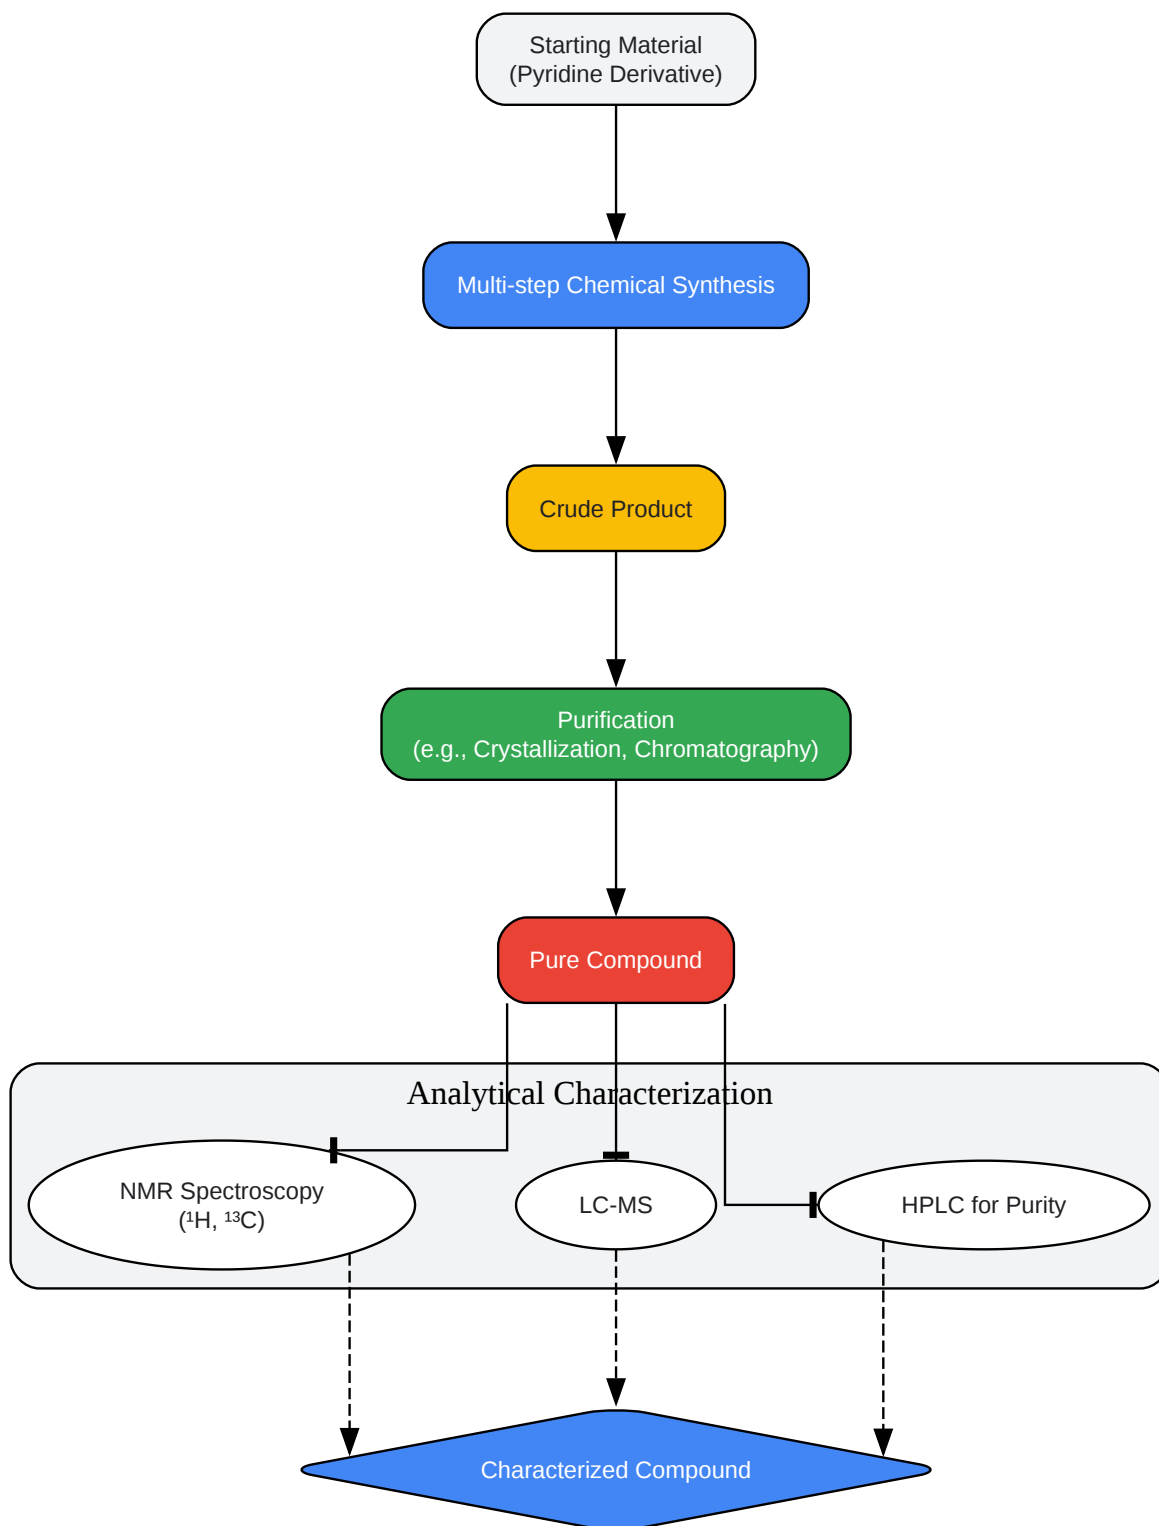 Starting Material
(Pyridine Derivative)
Multi-step Chemical Synthesis
Crude Product
Purification
(e.g., Crystallization, Chromatography)
Pure Compound
Analytical Characterization
NMR Spectroscopy
(¹H, ¹³C)
LC-MS
HPLC for Purity
Characterized Compound